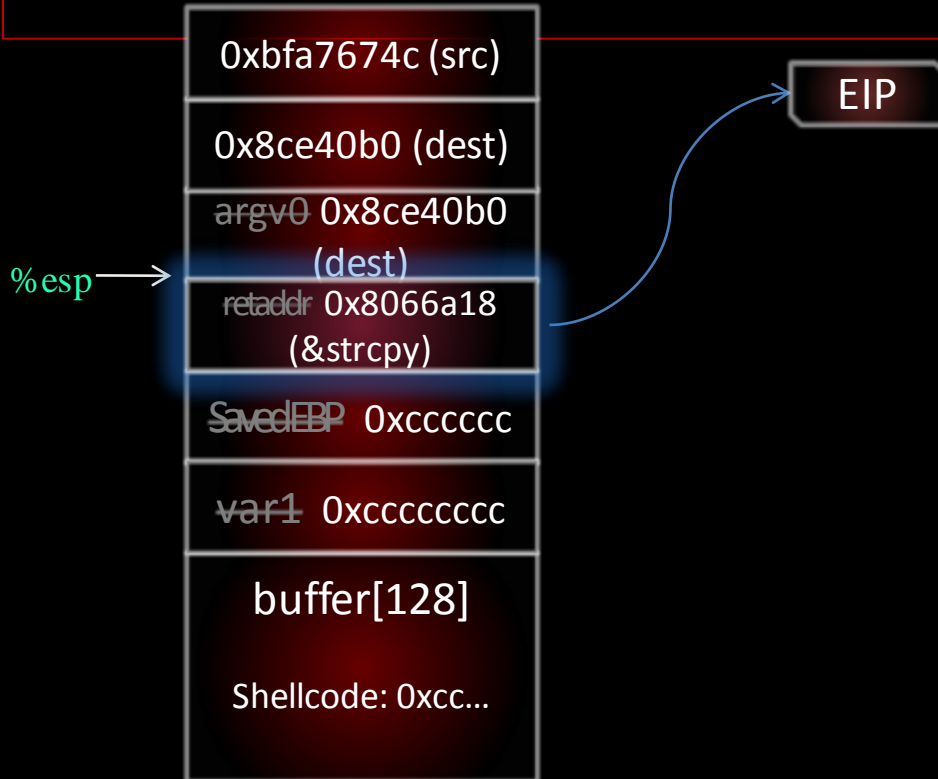 0xbfa7674c (src)
EIP
0x8ce40b0 (dest)
argv0 0x8ce40b0
(dest)
%esp
retaddr 0x8066a18
(&strcpy)
SavedEBP 0xcccccc
var1 0xcccccccc
buffer[128]
Shellcode: 0xcc...